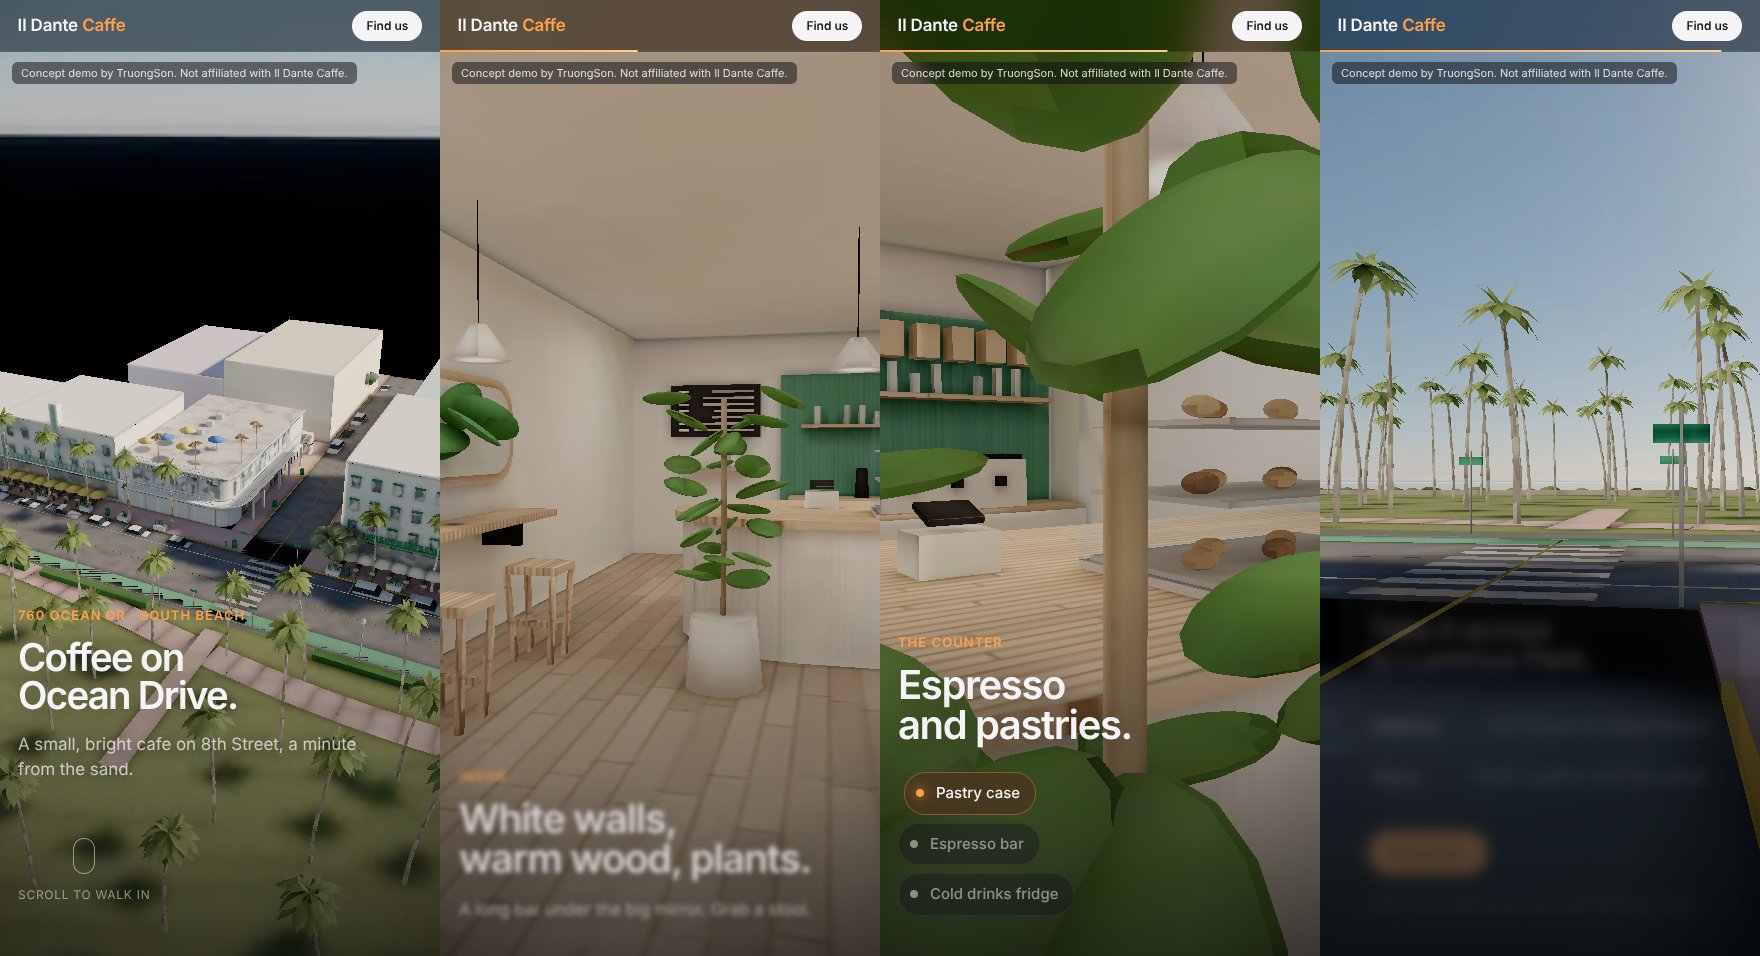 Il Dante Caffe
Find us
Concept demo by TruongSon. Not affiliated with Il Dante Caffe.
760 OCEAN DR · SOUTH BEACH
Coffee on
Ocean Drive.
A small, bright cafe on 8th Street, a minute
from the sand.
SCROLL TO WALK IN
Il Dante Caffe
Find us
Concept demo by TruongSon. Not affiliated with Il Dante Caffe.
INSIDE
White walls,
warm wood, plants.
A long bar under the big mirror. Grab a stool.
Il Dante Caffe
Find us
Concept demo by TruongSon. Not affiliated with Il Dante Caffe.
THE COUNTER
Espresso
and pastries.
Pastry case
Espresso bar
Cold drinks fridge
Il Dante Caffe
Find us
Concept demo by TruongSon. Not affiliated with Il Dante Caffe.